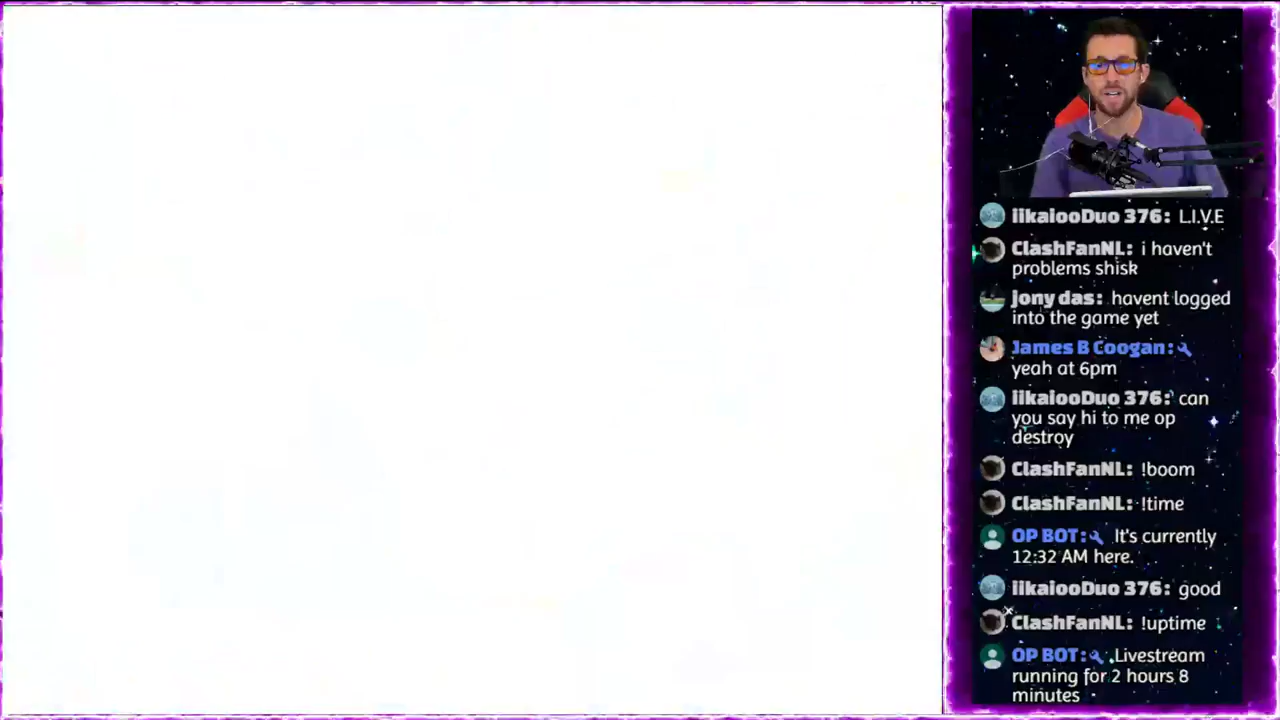 iikaiooDuo 376: L.I.V.E
ClashFanNL: i haven't
problems shisk
jony das: havent logged
into the game yet
James B Coogan:
yeah at 6pm
iikaiooDuo 376: can
you say hi to me op
destroy
ClashFanNL: !boom
ClashFanNL: !time
OP BOT: It's currently
12:32 AM here.
iikaiooDuo 376: good
ClashFanNL: !uptime
OP BOT: Livestream
running for 2 hours 8
minutes